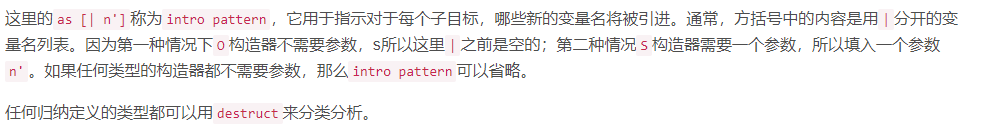 这里的 as [| n'] 称为 intro pattern ，它用于指示对于每个子目标，哪些新的变量名将被引进。通常，方括号中的内容是用 | 分开的变
量名列表。因为第一种情况下 O 构造器不需要参数，s所以这里 | 之前是空的；第二种情况 S 构造器需要一个参数，所以填入一个参数
n' 。如果任何类型的构造器都不需要参数，那么 intro pattern 可以省略。
任何归纳定义的类型都可以用 destruct 来分类分析。